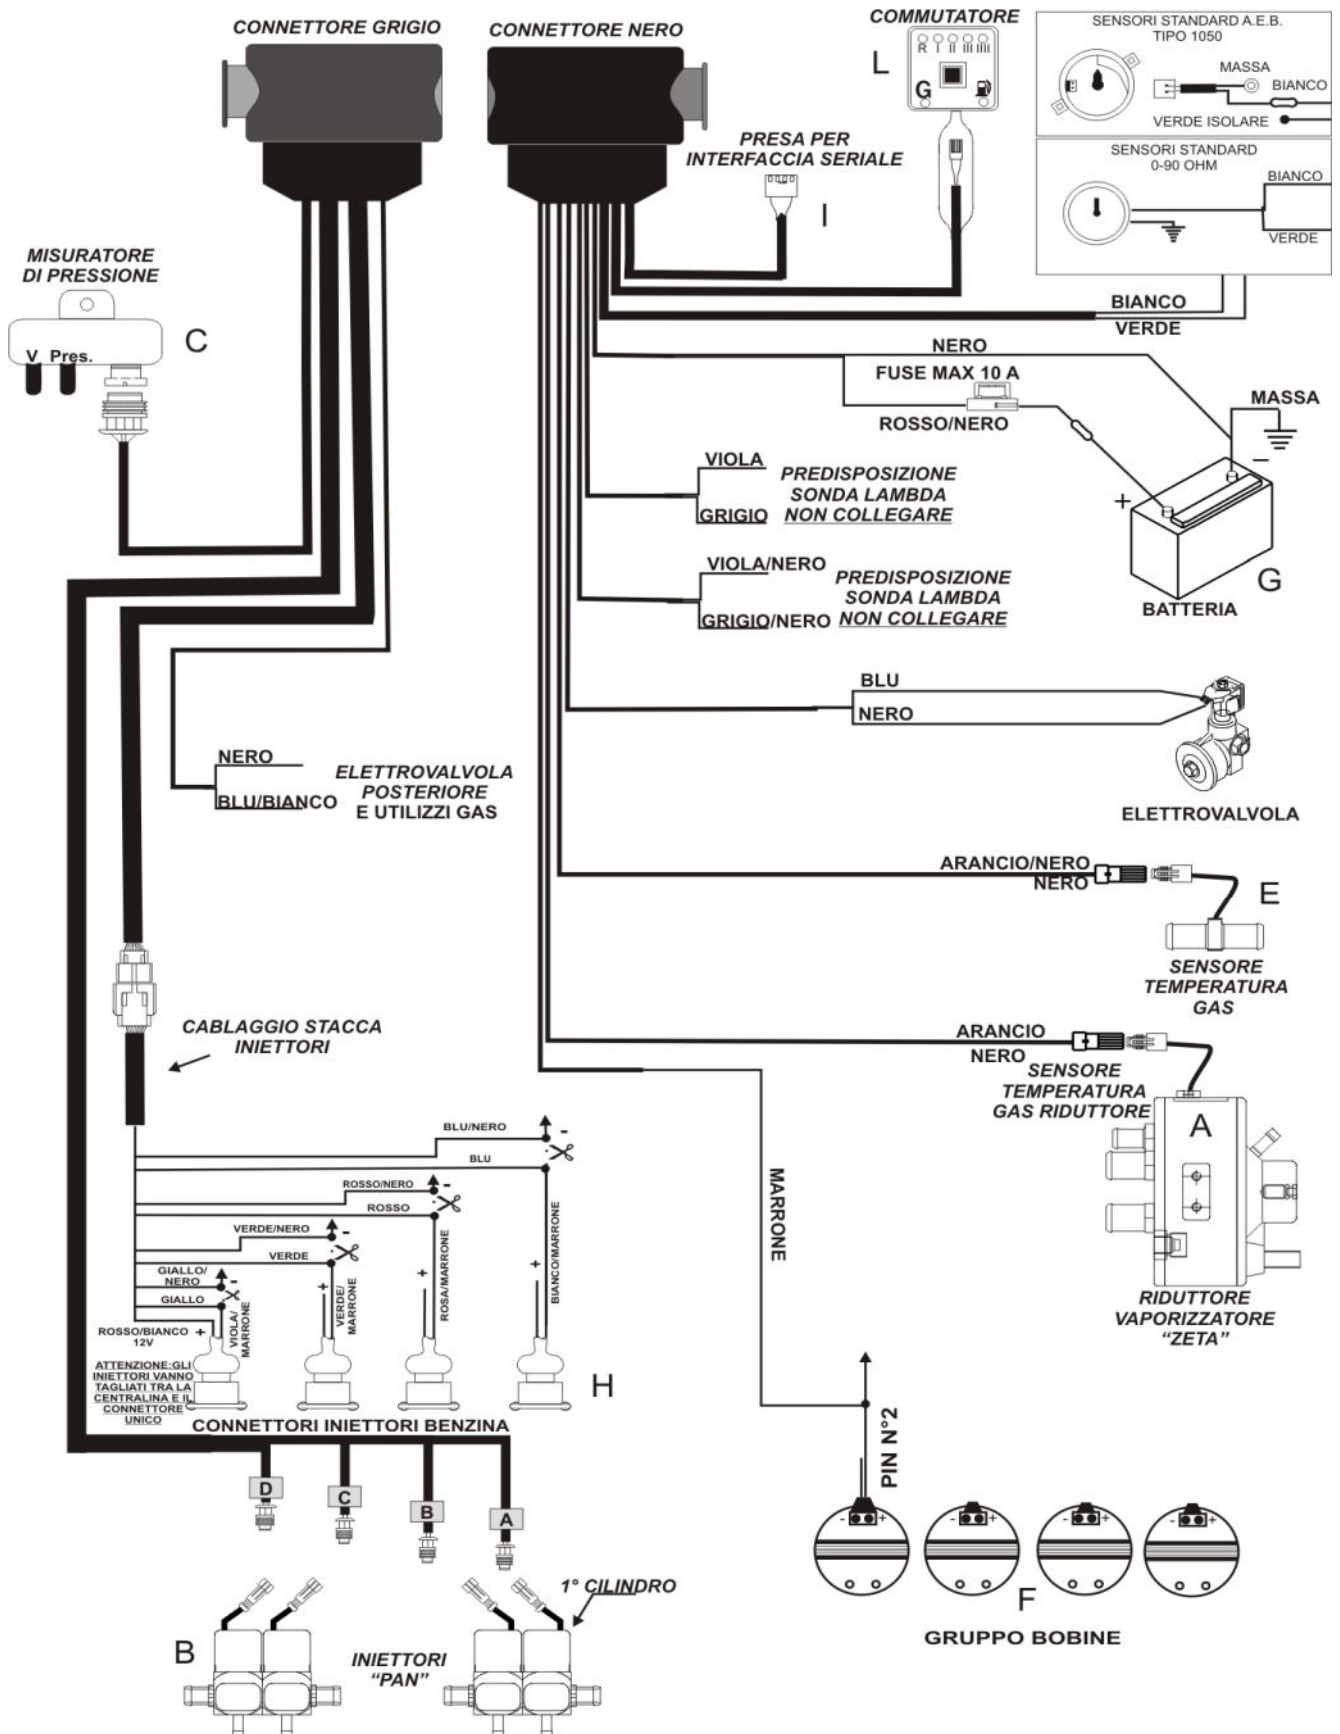 CONNETTORE GRIGIO
CONNETTORE NERO
COMMUTATORE
L
R I II III IIII
G
SENSORI STANDARD A.E.B.
TIPO 1050
MASSA
BIANCO
VERDE ISOLARE
SENSORI STANDARD
0-90 OHM
BIANCO
VERDE
PRESA PER
INTERFACCIA SERIALE
I
MISURATORE
DI PRESSIONE
V Pres.
C
BIANCO
VERDE
NERO
FUSE MAX 10 A
ROSSO/NERO
MASSA
+
–
G
BATTERIA
VIOLA
GRIGIO
PREDISPOSIZIONE
SONDA LAMBDA
NON COLLEGARE
VIOLA/NERO
GRIGIO/NERO
PREDISPOSIZIONE
SONDA LAMBDA
NON COLLEGARE
BLU
NERO
ELETTROVALVOLA
NERO
BLU/BIANCO
ELETTROVALVOLA
POSTERIORE
E UTILIZZI GAS
ARANCIO/NERO
NERO
E
SENSORE
TEMPERATURA
GAS
CABLAGGIO STACCA
INIETTORI
ARANCIO
NERO
SENSORE
TEMPERATURA
GAS RIDUTTORE
A
RIDUTTORE
VAPORIZZATORE
“ZETA”
MARRONE
BLU/NERO
-
BLU
ROSSO/NERO
-
ROSSO
VERDE/NERO
-
VERDE
GIALLO/
NERO
-
GIALLO
ROSSO/BIANCO
12V
+
VIOLA/
MARRONE
+
VERDE/
MARRONE
+
ROSA/MARRONE
+
BIANCO/MARRONE
ATTENZIONE:GLI
INIETTORI VANNO
TAGLIATI TRA LA
CENTRALINA E IL
CONNETTORE
UNICO
H
CONNETTORI INIETTORI BENZINA
D
C
B
A
PIN N°2
- +
- +
- +
- +
F
GRUPPO BOBINE
1° CILINDRO
B
INIETTORI
“PAN”